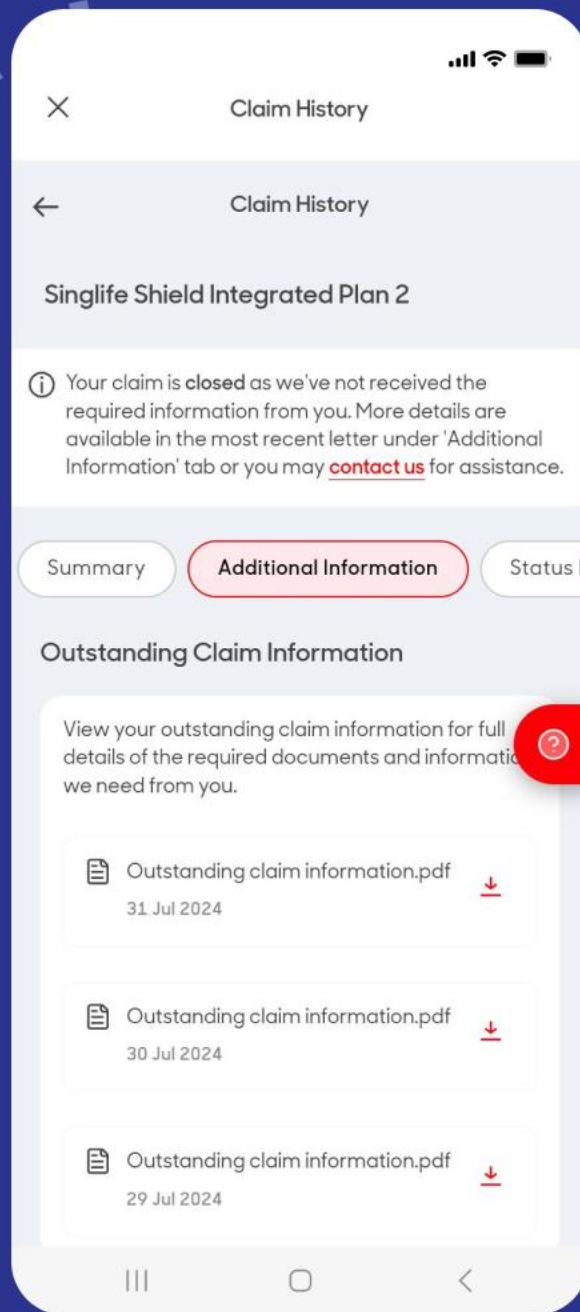 Claim History
Claim History
Singlife Shield Integrated Plan 2
Your claim is closed as we've not received the
required information from you. More details are
available in the most recent letter under 'Additional
Information' tab or you may contact us for assistance.
Summary
Additional Information
Status
Outstanding Claim Information
View your outstanding claim information for full
details of the required documents and informatio
we need from you.
Outstanding claim information.pdf
31 Jul 2024
Outstanding claim information.pdf
30 Jul 2024
Outstanding claim information.pdf
29 Jul 2024